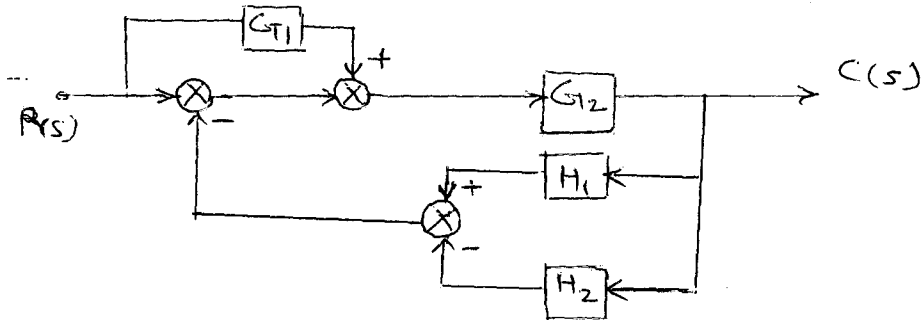 G1
+
C(s)
R(s)
-
G2
+
H1
-
H2